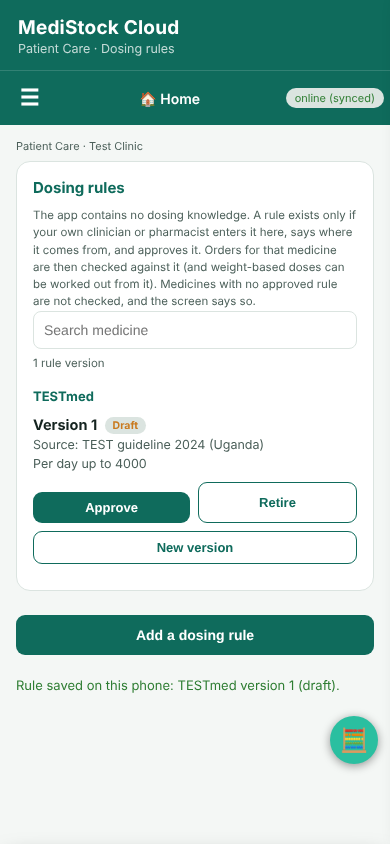 MediStock Cloud
Patient Care · Dosing rules
☰
🏠 Home
online (synced)
Patient Care · Test Clinic
Dosing rules
The app contains no dosing knowledge. A rule exists only if
your own clinician or pharmacist enters it here, says where
it comes from, and approves it. Orders for that medicine
are then checked against it (and weight-based doses can
be worked out from it). Medicines with no approved rule
are not checked, and the screen says so.
Search medicine
1 rule version
TESTmed
Version 1 Draft
Source: TEST guideline 2024 (Uganda)
Per day up to 4000
Approve
Retire
New version
Add a dosing rule
Rule saved on this phone: TESTmed version 1 (draft).